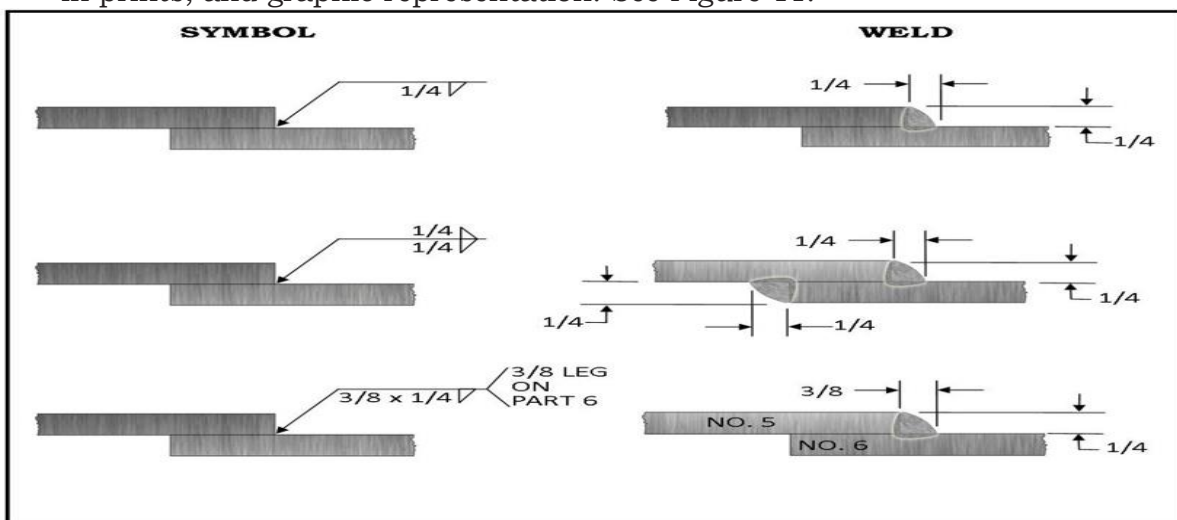 in prints, and graphic representation. See Figure 11.
SYMBOL
WELD
1/4
1/4
1/4
1/4
1/4
1/4
1/4
1/4
1/4
3/8 x 1/4
3/8 LEG
ON
PART 6
3/8
NO. 5
NO. 6
1/4